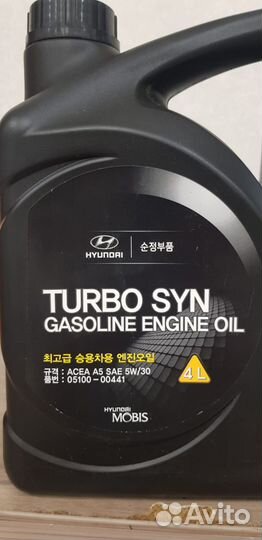 HYUNDAI 순정부품
TURBO SYN
GASOLINE ENGINE OIL
최고급 승용차용 엔진오일
4 L
규격 : ACEA A5 SAE 5W/30
품번 : 05100-00441
HYUNDAI
MOBIS
Avito